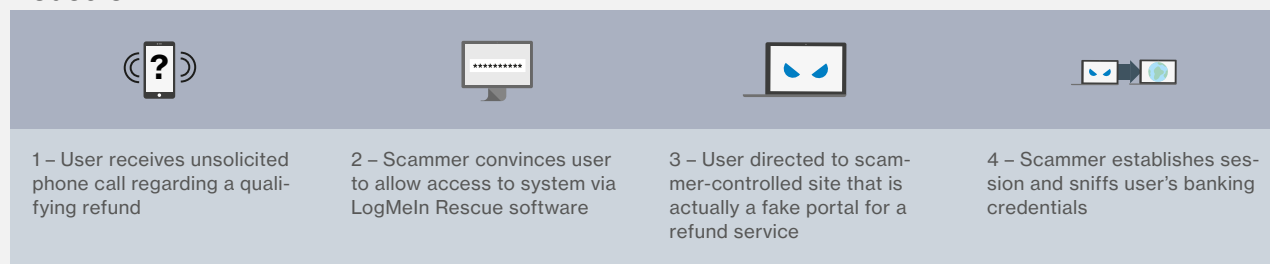 ?
**********
1 – User receives unsolicited
phone call regarding a quali-
fying refund
2 – Scammer convinces user
to allow access to system via
LogMeIn Rescue software
3 – User directed to scam-
mer-controlled site that is
actually a fake portal for a
refund service
4 – Scammer establishes ses-
sion and sniffs user’s banking
credentials